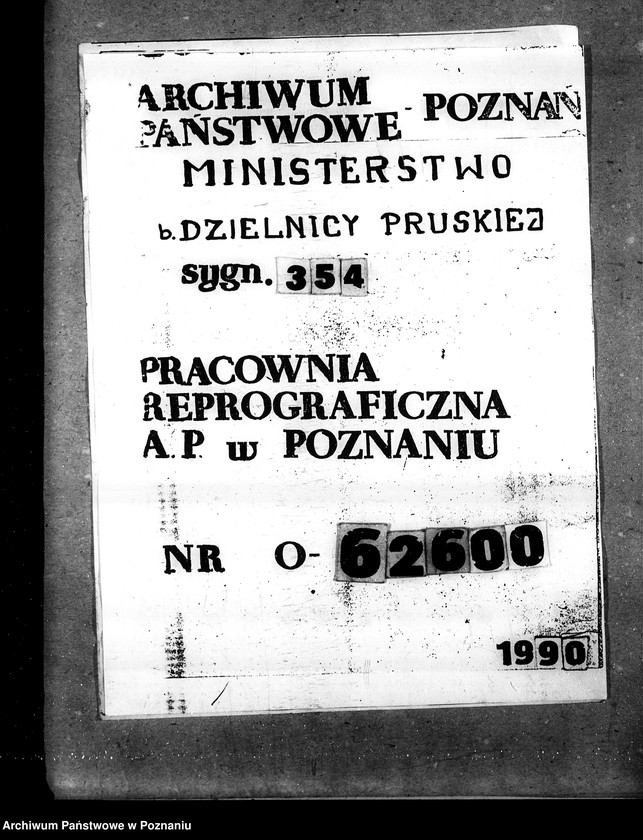 ARCHIWUM
PAŃSTWOWE - POZNAŃ
MINISTERSTWO
b. DZIELNICY PRUSKIEJ
sygn. 354
PRACOWNIA
REPROGRAFICZNA
A.P. w POZNANIU
NR O-62600
1990
Archiwum Państwowe w Poznaniu